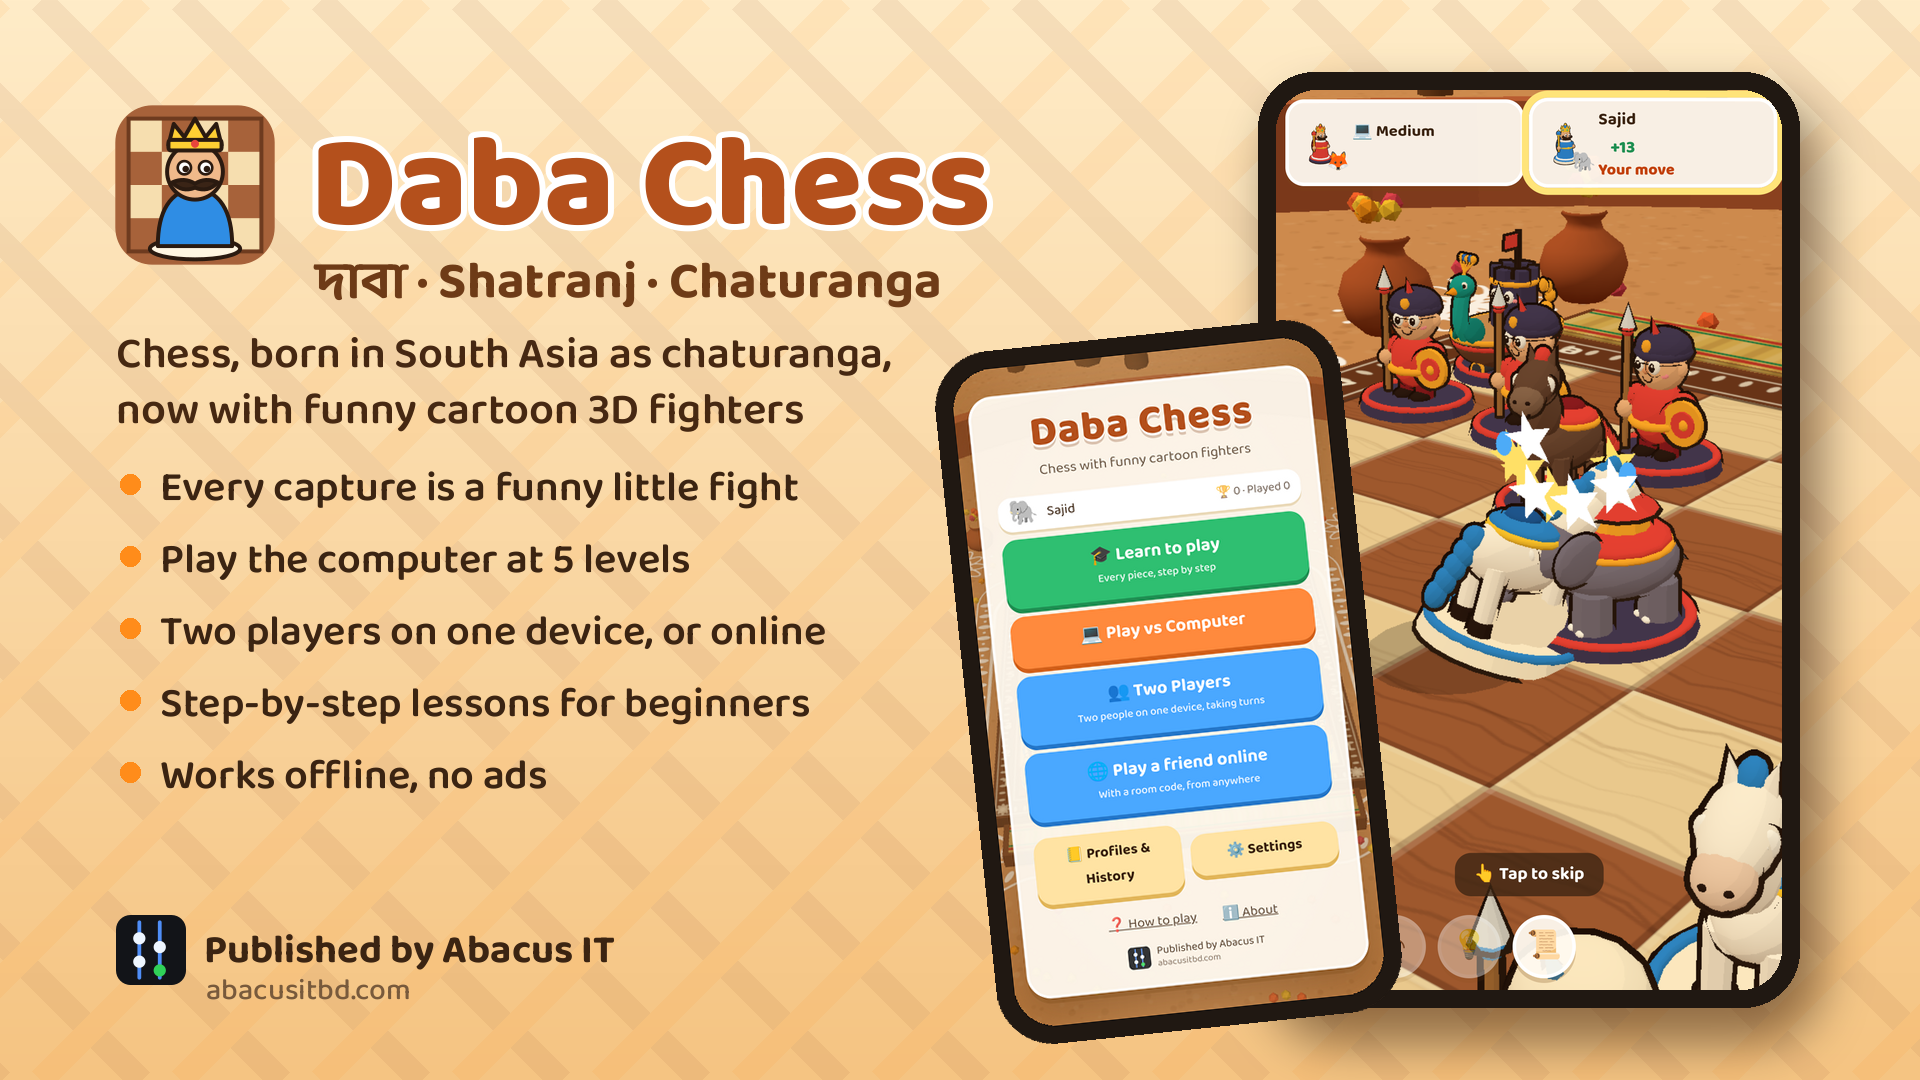 Daba Chess
দাবা · Shatranj · Chaturanga
Chess, born in South Asia as chaturanga,
now with funny cartoon 3D fighters
Every capture is a funny little fight
Play the computer at 5 levels
Two players on one device, or online
Step-by-step lessons for beginners
Works offline, no ads
Published by Abacus IT
abacusitbd.com
Daba Chess
Chess with funny cartoon fighters
Sajid
0 · Played 0
Learn to play
Every piece, step by step
Play vs Computer
Two Players
Two people on one device, taking turns
Play a friend online
With a room code, from anywhere
Profiles &
History
Settings
How to play
About
Published by Abacus IT
abacusitbd.com
Medium
Sajid
+13
Your move
Tap to skip